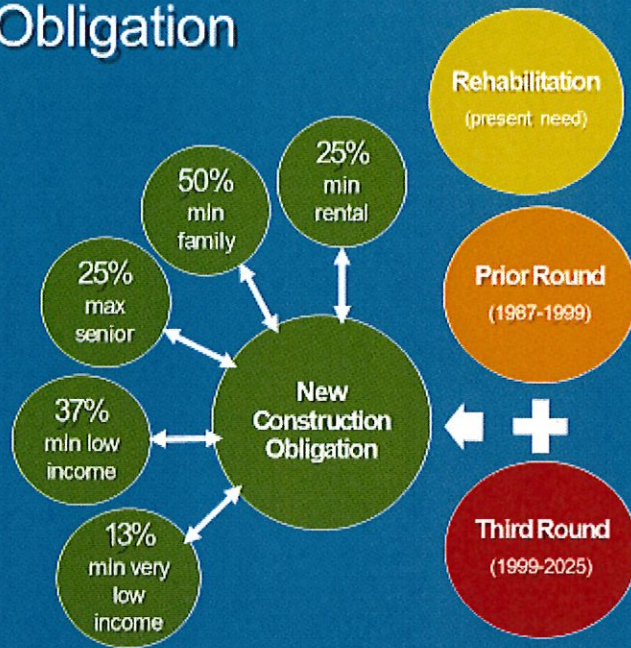 Obligation
Rehabilitation
(present need)
25%
min
rental
50%
min
family
25%
max
senior
37%
min low
income
13%
min very
low
income
New
Construction
Obligation
Prior Round
(1987-1999)
Third Round
(1999-2025)